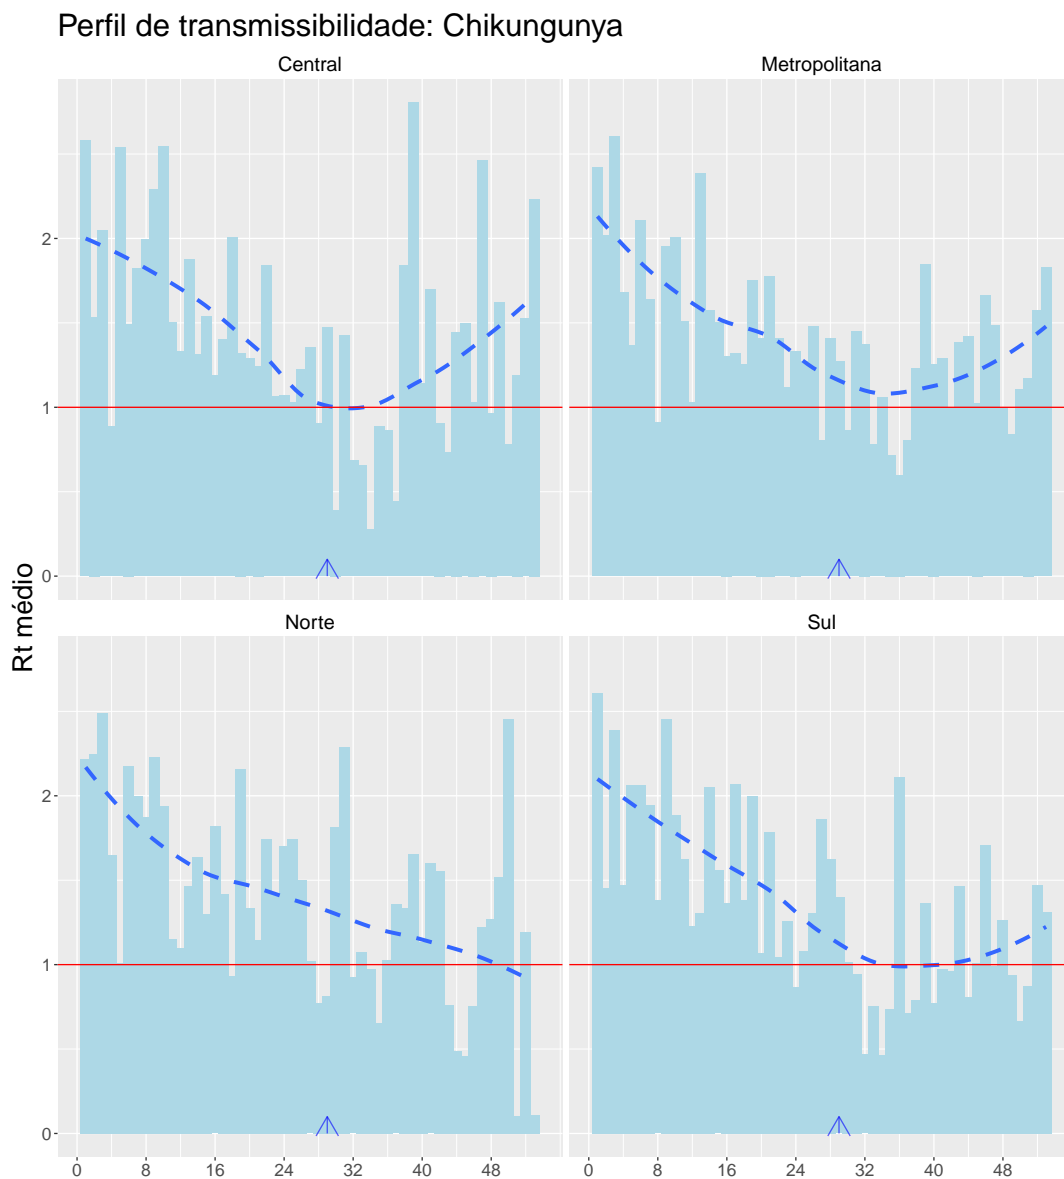 Perfil de transmissibilidade: Chikungunya
Central
Metropolitana
2
1
0
Rt médio
Norte
Sul
2
1
0
0 8 16 24 32 40 48
0 8 16 24 32 40 48